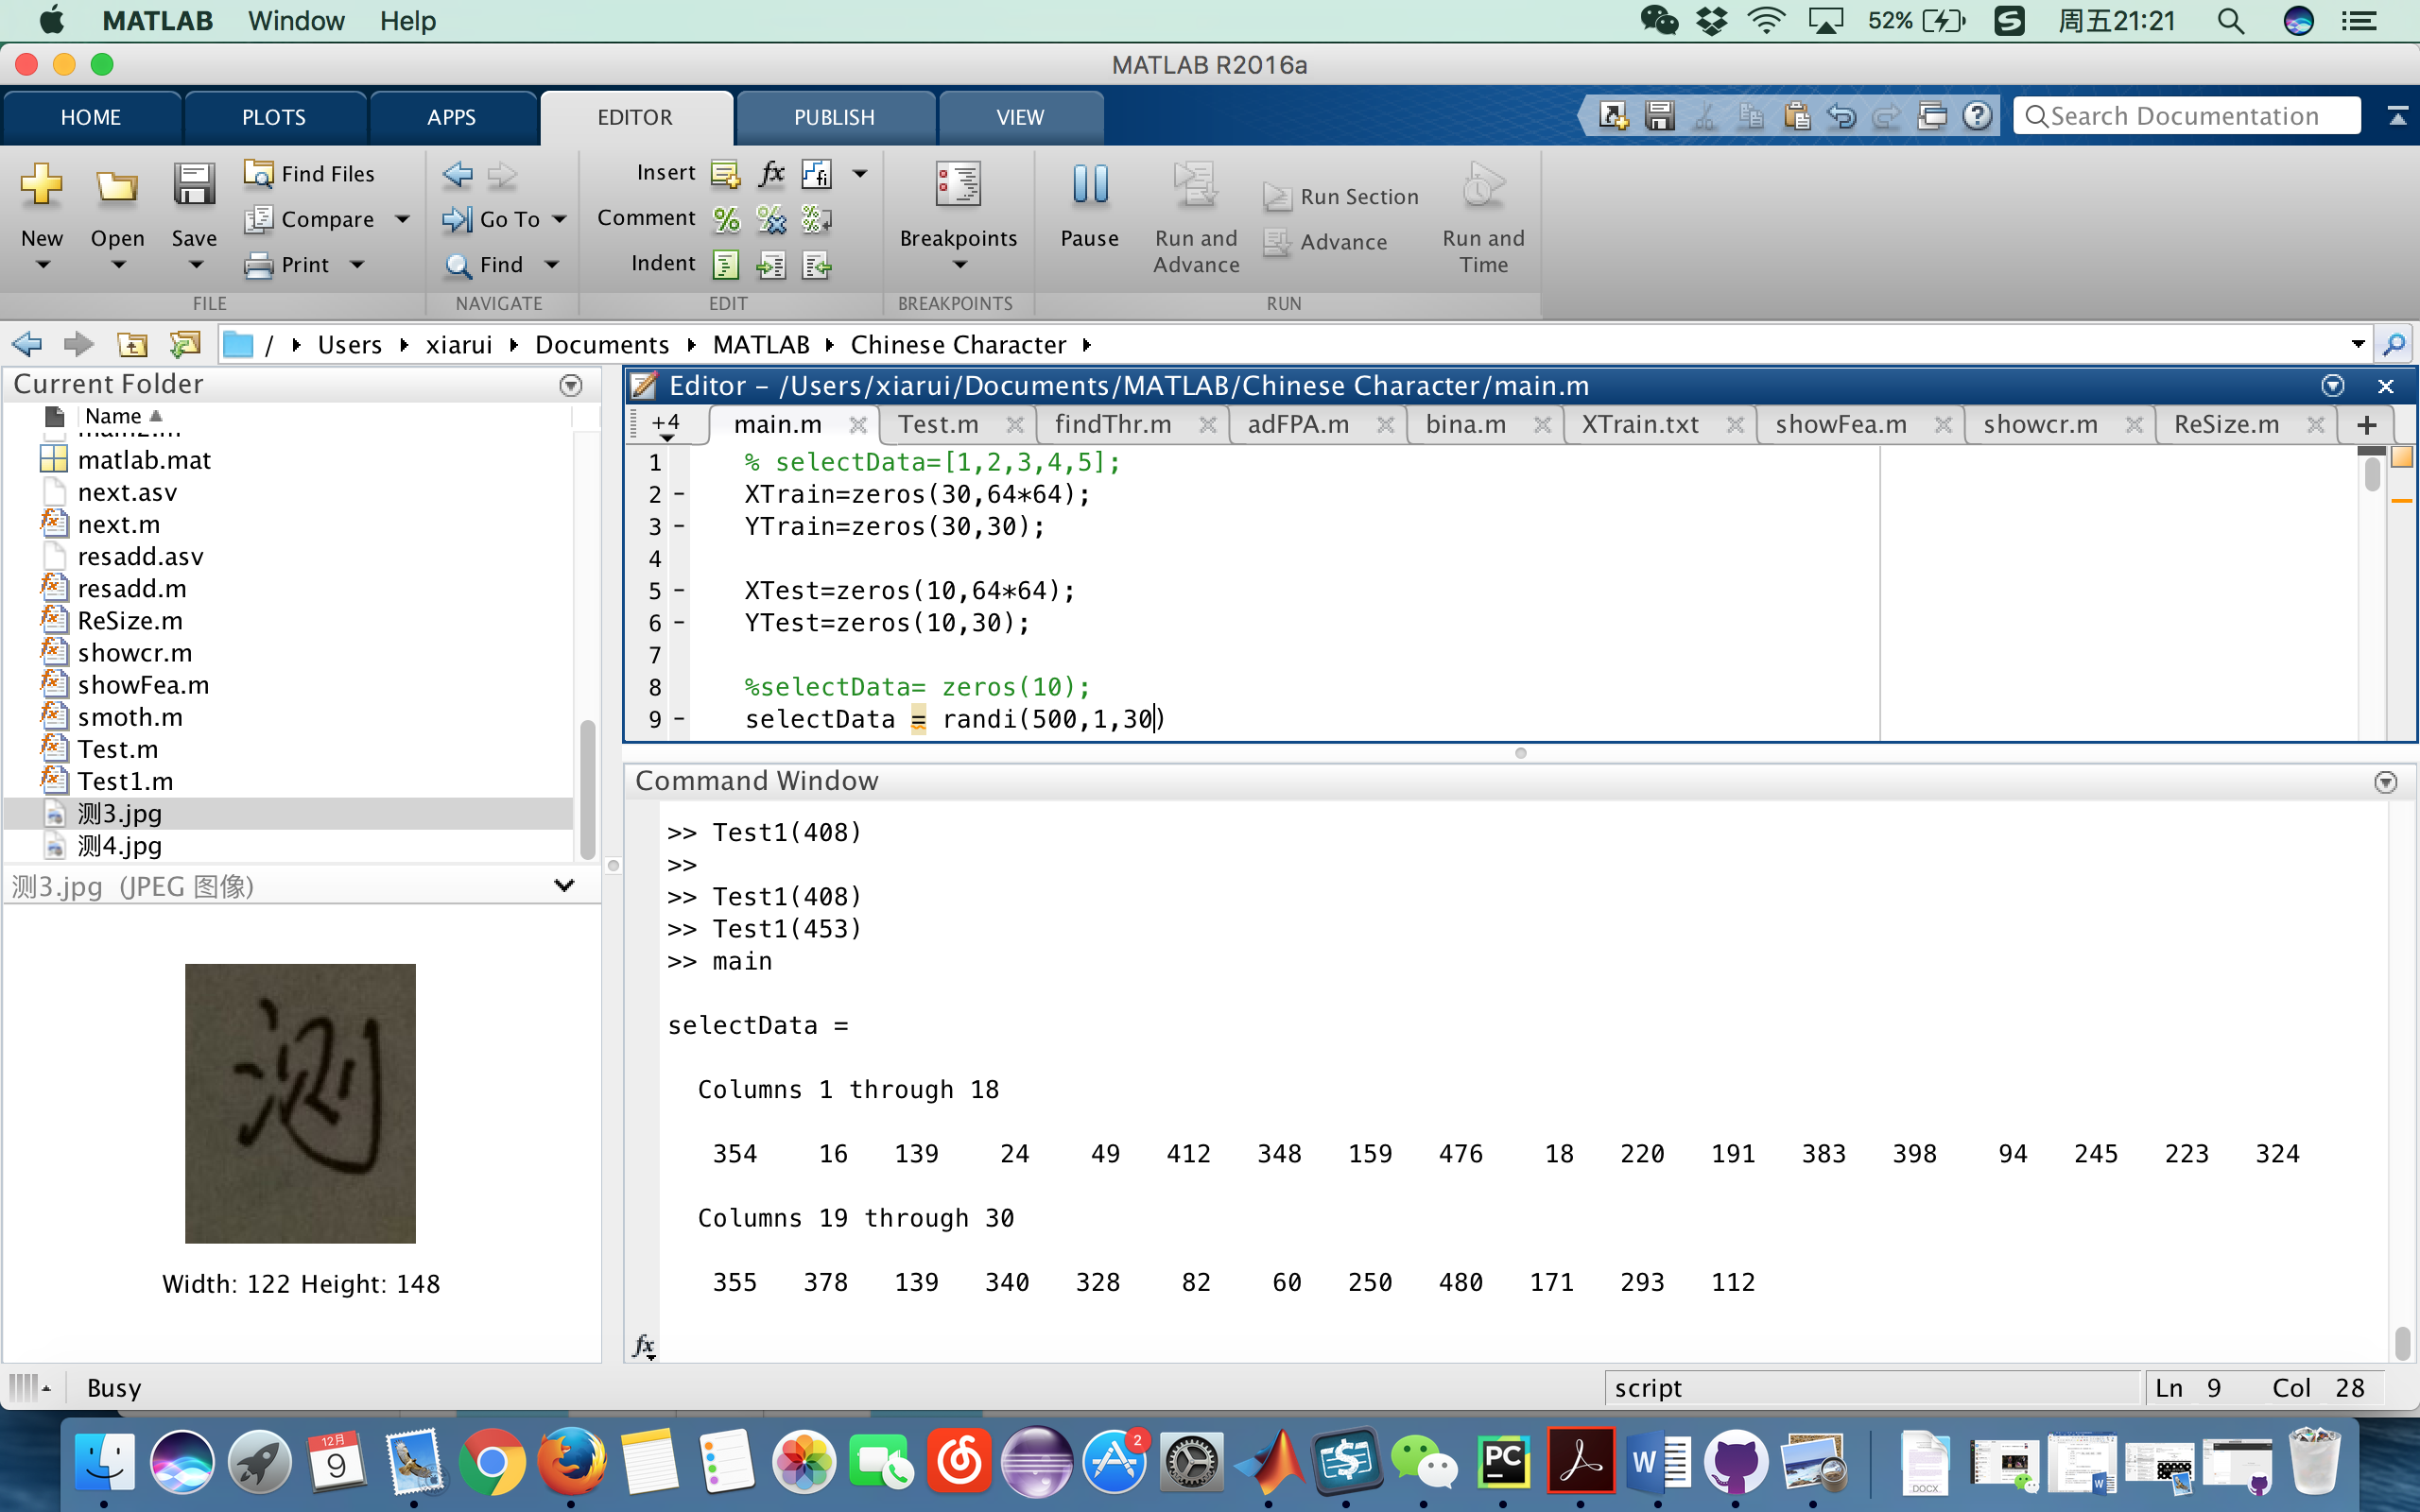 MATLAB Window Help 52% 周五21:21
MATLAB R2016a
HOME PLOTS APPS EDITOR PUBLISH VIEW Search Documentation
New Open Save Find Files Compare Print
FILE
Go To Find
NAVIGATE
Insert fx fi
Comment
Indent
EDIT
Breakpoints
BREAKPOINTS
Pause Run and Advance Run Section Advance Run and Time
RUN
/ Users xiarui Documents MATLAB Chinese Character
Current Folder
Name
matlab.mat
next.asv
next.m
resadd.asv
resadd.m
ReSize.m
showcr.m
showFea.m
smoth.m
Test.m
Test1.m
测3.jpg
测4.jpg
测3.jpg (JPEG 图像)
测
Width: 122 Height: 148
Editor – /Users/xiarui/Documents/MATLAB/Chinese Character/main.m
+4 main.m Test.m findThr.m adFPA.m bina.m XTrain.txt showFea.m showcr.m ReSize.m +
1 % selectData=[1,2,3,4,5];
2 – XTrain=zeros(30,64*64);
3 – YTrain=zeros(30,30);
4
5 – XTest=zeros(10,64*64);
6 – YTest=zeros(10,30);
7
8 %selectData= zeros(10);
9 – selectData = randi(500,1,30)
Command Window
>> Test1(408)
>>
>> Test1(408)
>> Test1(453)
>> main
selectData =
Columns 1 through 18
354 16 139 24 49 412 348 159 476 18 220 191 383 398 94 245 223 324
Columns 19 through 30
355 378 139 340 328 82 60 250 480 171 293 112
fx
Busy script Ln 9 Col 28
12月
9
2
PC
W
DOCX